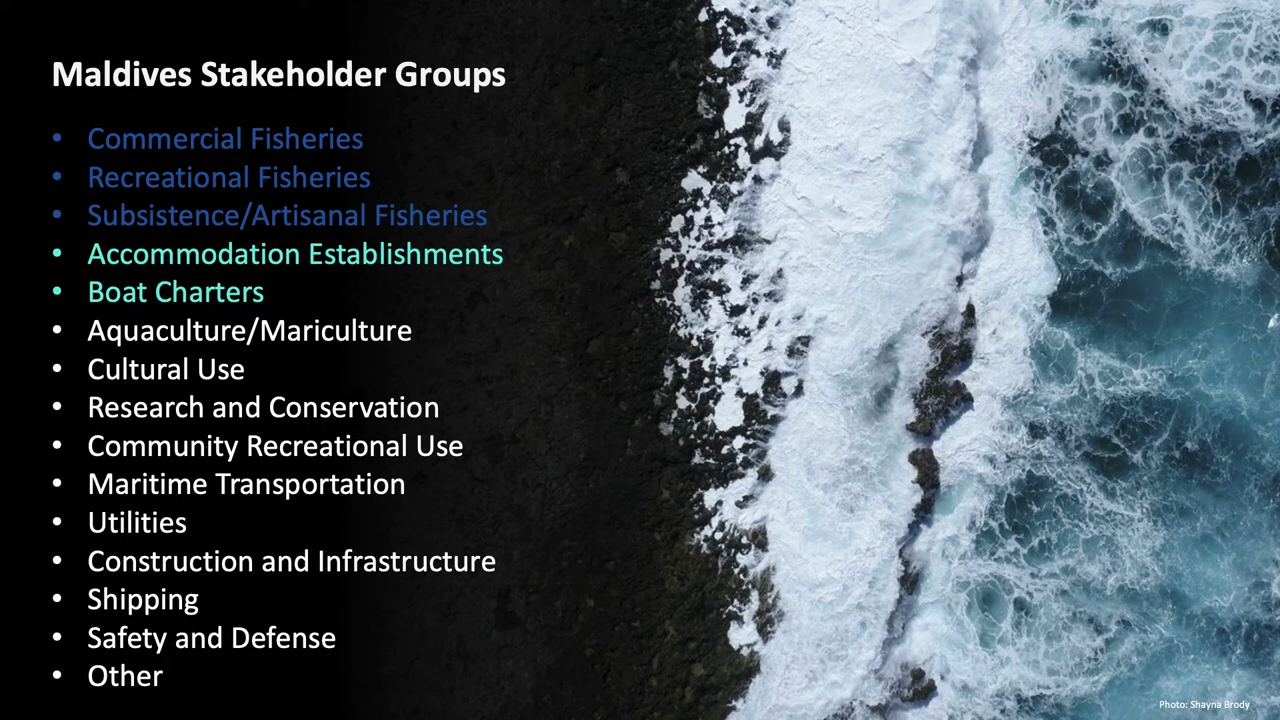 Maldives Stakeholder Groups
• Commercial Fisheries
• Recreational Fisheries
• Subsistence/Artisanal Fisheries
• Accommodation Establishments
• Boat Charters
• Aquaculture/Mariculture
• Cultural Use
• Research and Conservation
• Community Recreational Use
• Maritime Transportation
• Utilities
• Construction and Infrastructure
• Shipping
• Safety and Defense
• Other
Photo: Shayna Brody